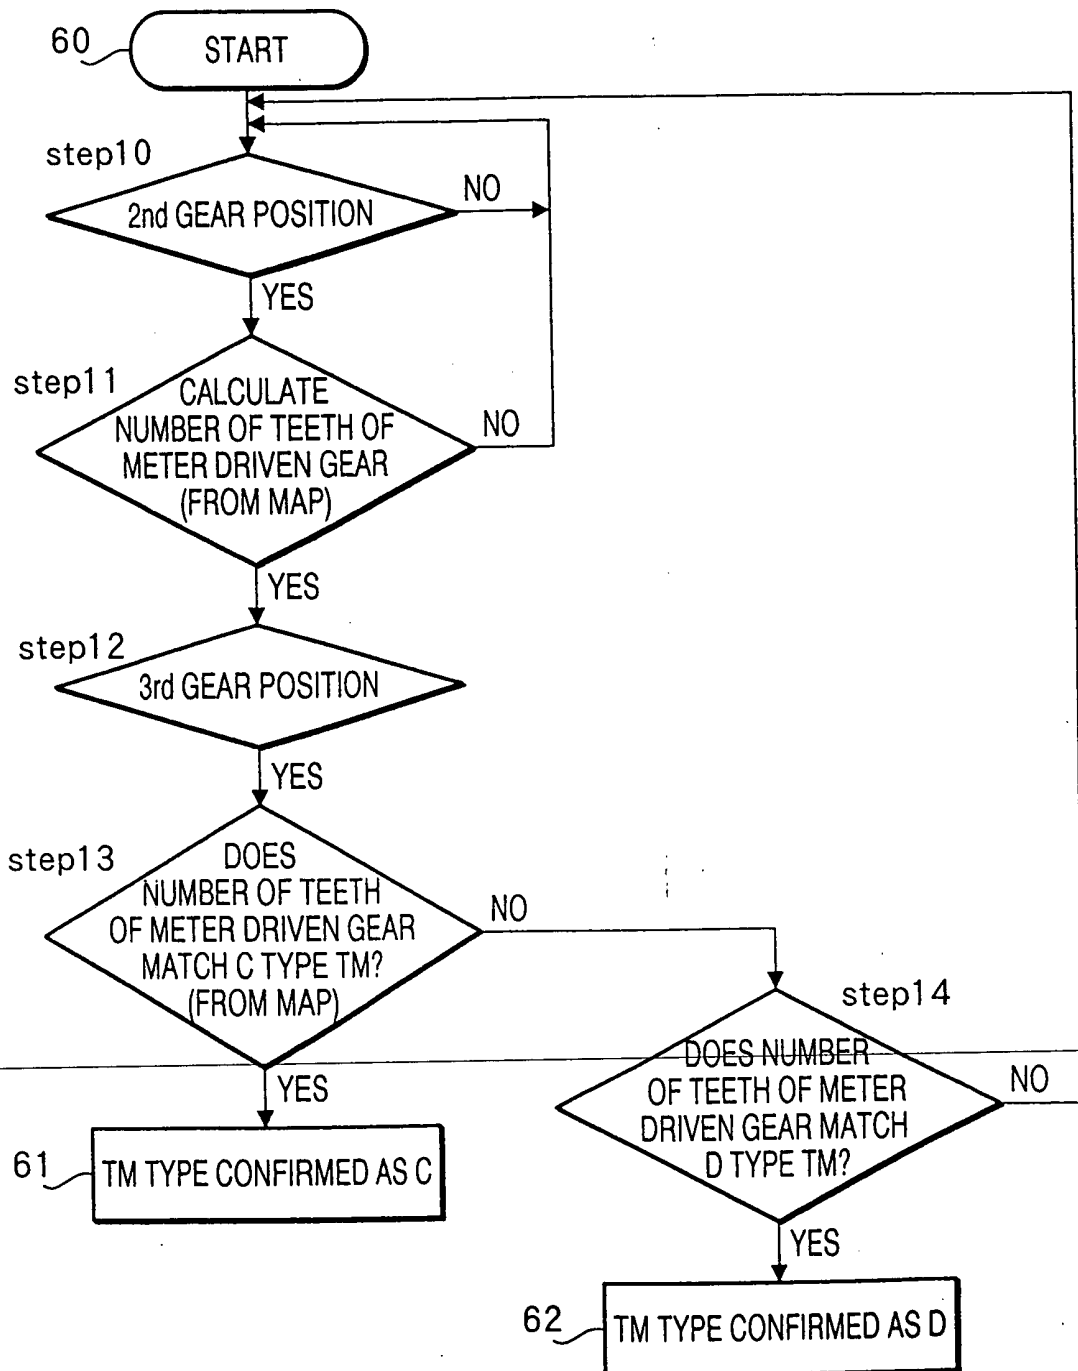 60
START
step10
2nd GEAR POSITION
NO
YES
step11
CALCULATE
NUMBER OF TEETH OF
METER DRIVEN GEAR
(FROM MAP)
NO
YES
step12
3rd GEAR POSITION
YES
step13
DOES
NUMBER OF TEETH
OF METER DRIVEN GEAR
MATCH C TYPE TM?
(FROM MAP)
NO
YES
step14
DOES NUMBER
OF TEETH OF METER
DRIVEN GEAR MATCH
D TYPE TM?
NO
YES
61
TM TYPE CONFIRMED AS C
62
TM TYPE CONFIRMED AS D